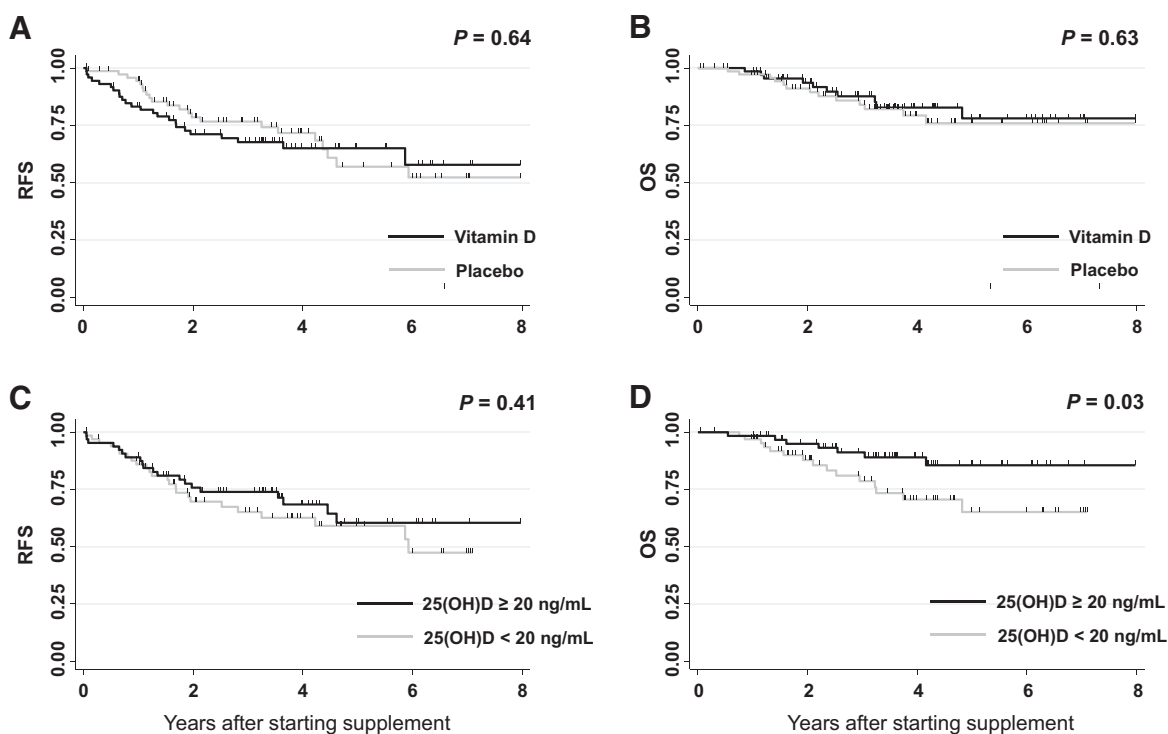 A
P = 0.64
RFS
1.00
0.75
0.50
0.25
0.00
Vitamin D
Placebo
0 2 4 6 8
B
P = 0.63
OS
1.00
0.75
0.50
0.25
0.00
Vitamin D
Placebo
0 2 4 6 8
C
P = 0.41
RFS
1.00
0.75
0.50
0.25
0.00
25(OH)D ≥ 20 ng/mL
25(OH)D < 20 ng/mL
0 2 4 6 8
Years after starting supplement
D
P = 0.03
OS
1.00
0.75
0.50
0.25
0.00
25(OH)D ≥ 20 ng/mL
25(OH)D < 20 ng/mL
0 2 4 6 8
Years after starting supplement